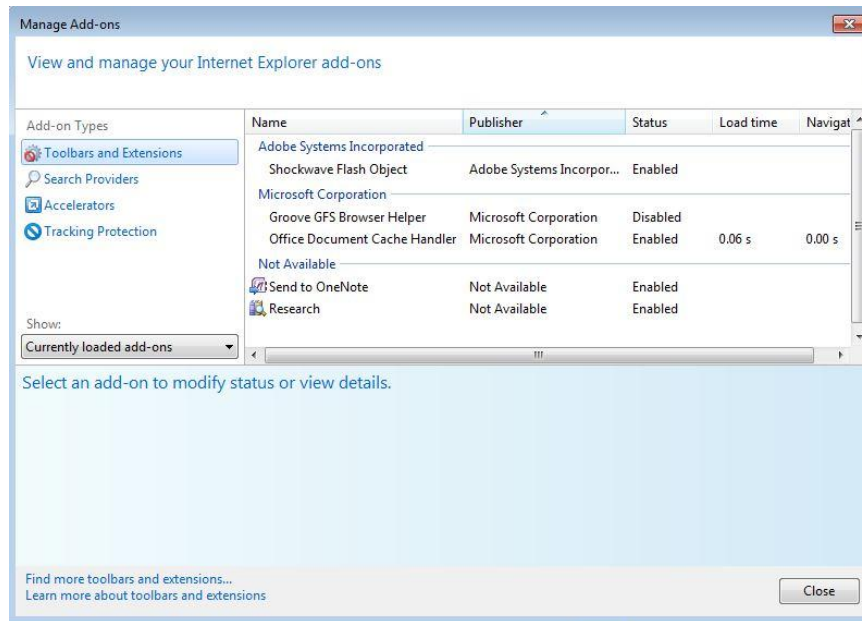 Manage Add-ons
View and manage your Internet Explorer add-ons
Add-on Types
Toolbars and Extensions
Search Providers
Accelerators
Tracking Protection
Show:
Currently loaded add-ons
Name Publisher Status Load time Navigat
Adobe Systems Incorporated
Shockwave Flash Object Adobe Systems Incorpor... Enabled
Microsoft Corporation
Groove GFS Browser Helper Microsoft Corporation Disabled
Office Document Cache Handler Microsoft Corporation Enabled 0.06 s 0.00 s
Not Available
Send to OneNote Not Available Enabled
Research Not Available Enabled
Select an add-on to modify status or view details.
Find more toolbars and extensions...
Learn more about toolbars and extensions
Close